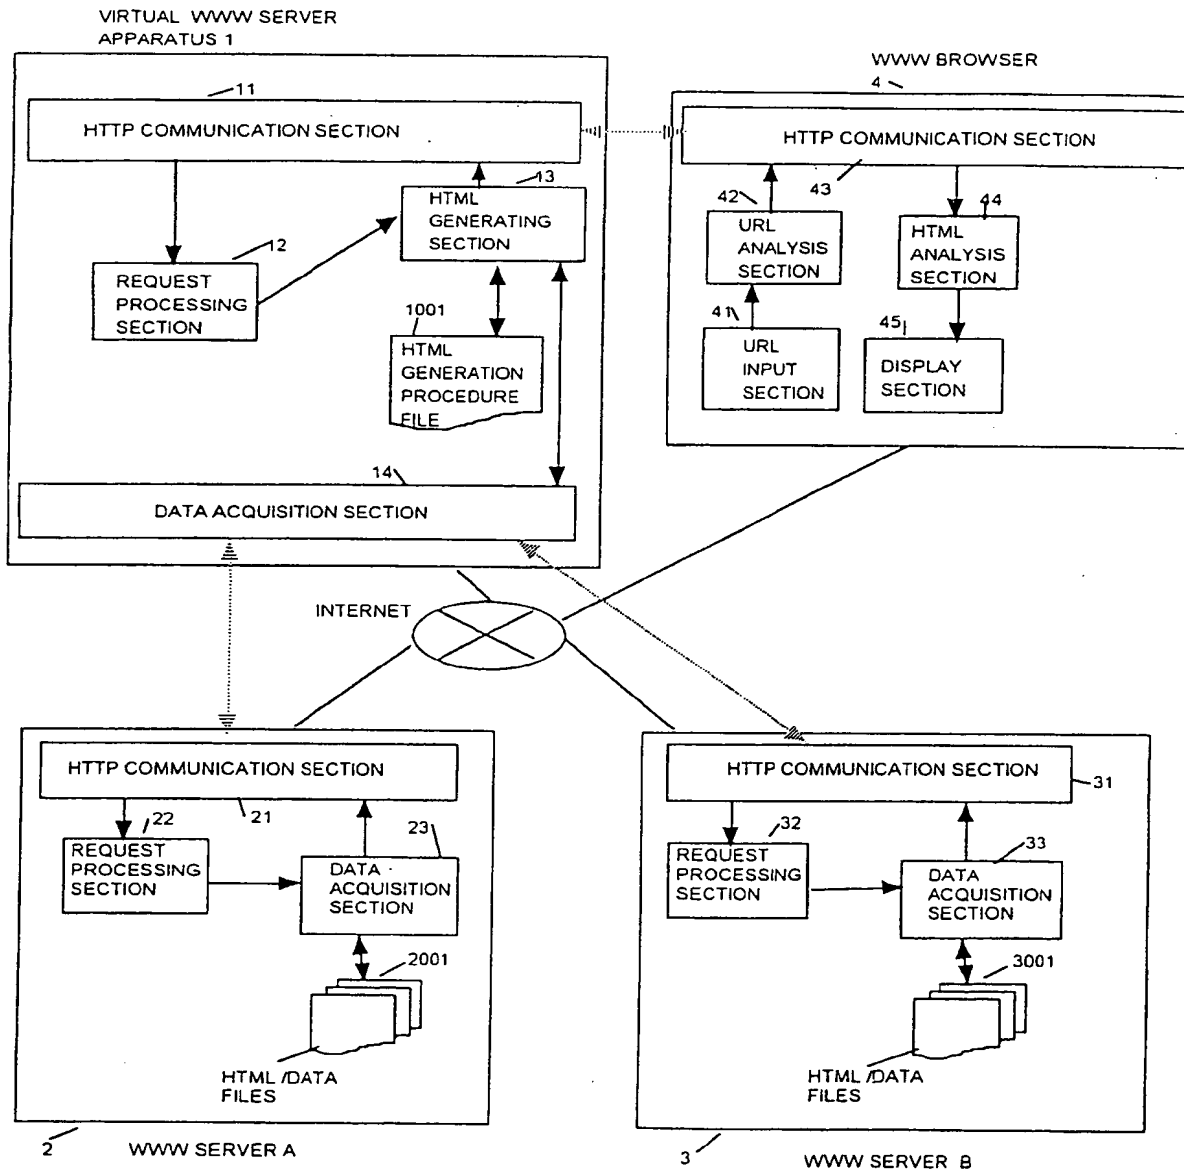 VIRTUAL WWW SERVER
APPARATUS 1
11
HTTP COMMUNICATION SECTION
13
HTML
GENERATING
SECTION
12
REQUEST
PROCESSING
SECTION
1001
HTML
GENERATION
PROCEDURE
FILE
14
DATA ACQUISITION SECTION
WWW BROWSER
4
HTTP COMMUNICATION SECTION
43
42
URL
ANALYSIS
SECTION
44
HTML
ANALYSIS
SECTION
41
URL
INPUT
SECTION
45
DISPLAY
SECTION
INTERNET
HTTP COMMUNICATION SECTION
21
22
REQUEST
PROCESSING
SECTION
23
DATA
ACQUISITION
SECTION
2001
HTML /DATA
FILES
2
WWW SERVER A
HTTP COMMUNICATION SECTION
31
32
REQUEST
PROCESSING
SECTION
33
DATA
ACQUISITION
SECTION
3001
HTML /DATA
FILES
3
WWW SERVER B